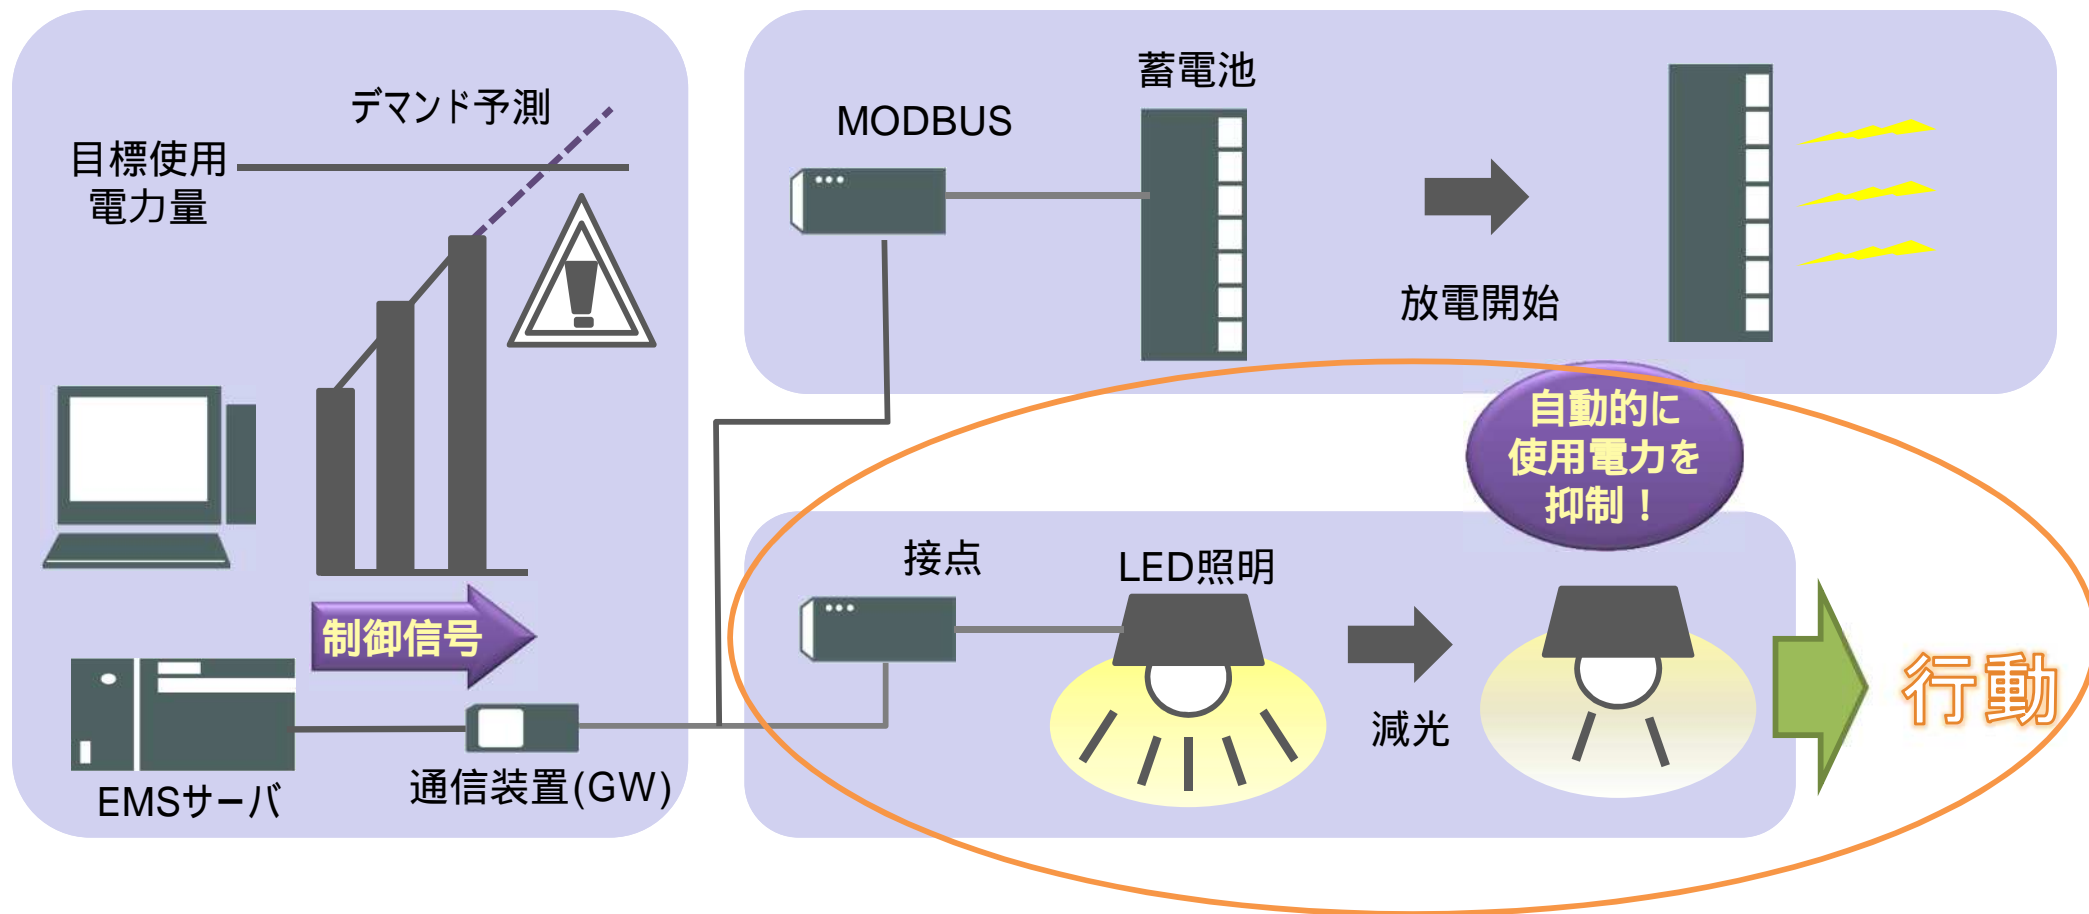 デマンド予測
目標使用
電力量
制御信号
EMSサーバ
通信装置(GW)
MODBUS
蓄電池
放電開始
自動的に
使用電力を
抑制！
接点
LED照明
減光
行動